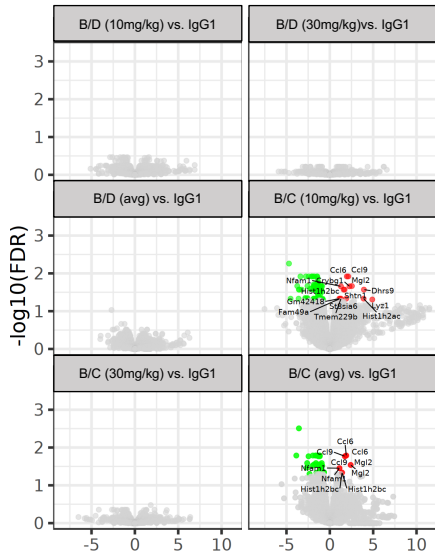 B/D (10mg/kg) vs. IgG1
B/D (30mg/kg)vs. IgG1
3
2
1
0
B/D (avg) vs. IgG1
B/C (10mg/kg) vs. IgG1
-log10(FDR)
3
2
1
0
Ccl6 Ccl9
Nfam1 Crybg1 Mgl2
Hist1h2bc Dhrs9
Gm42418 Shtn1
St8sia6 Lyz1
Fam49a Hist1h2ac
Tmem229b
B/C (30mg/kg) vs. IgG1
B/C (avg) vs. IgG1
3
2
1
0
Ccl6
Ccl9 Ccl6
Ccl9 Mgl2
Nfam1
Mgl2
Nfam1
Hist1h2bc Hist1h2bc
-5 0 5 10
-5 0 5 10